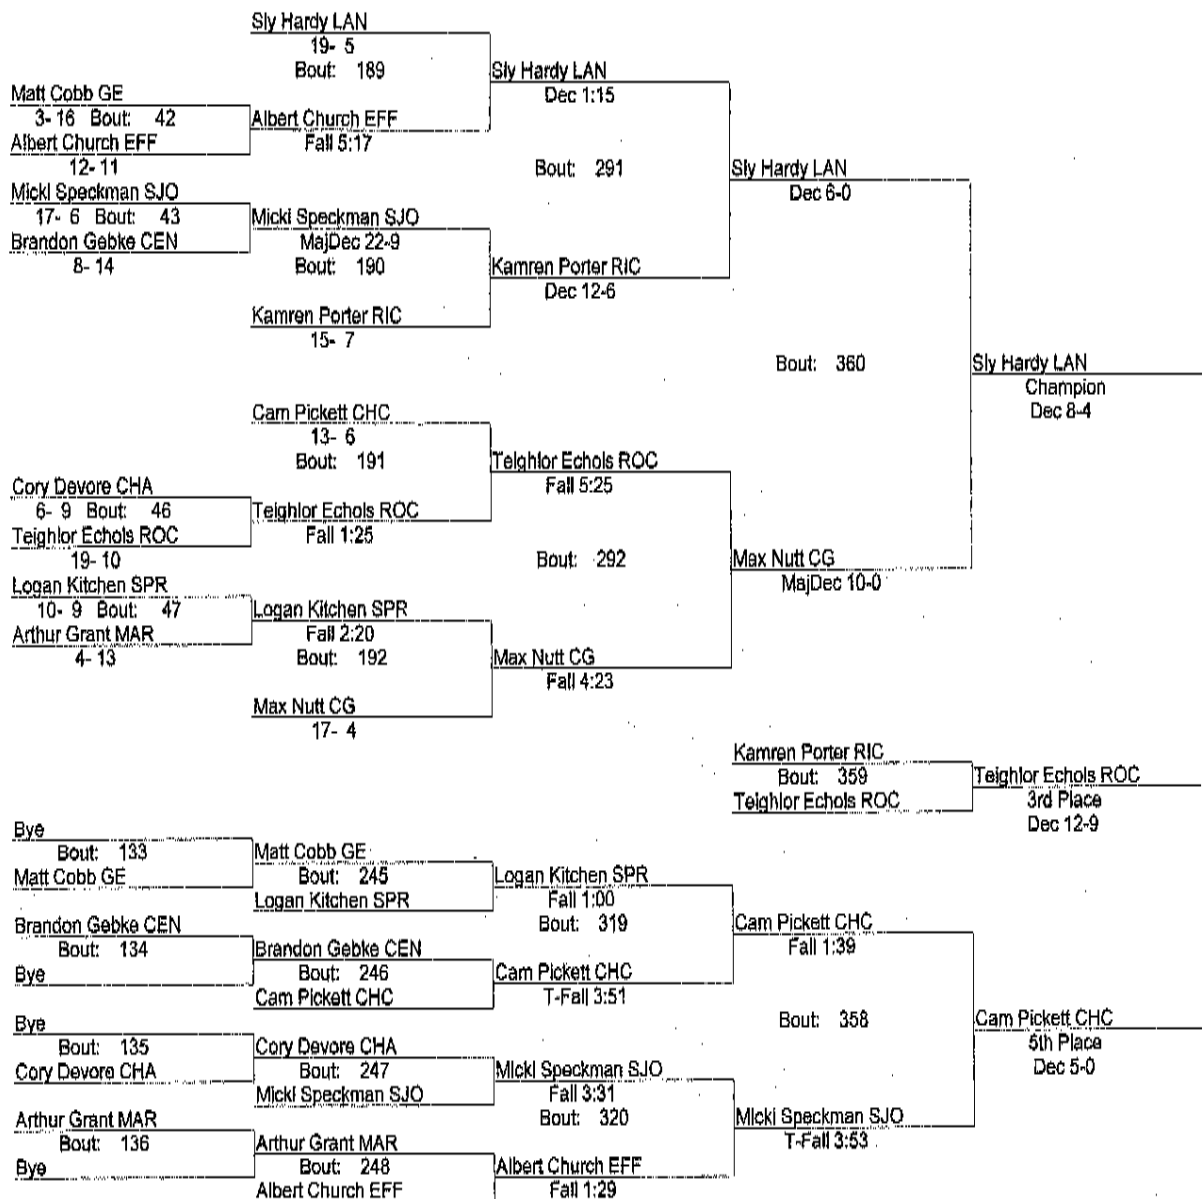 Sly Hardy LAN
19- 5
Bout: 189
Sly Hardy LAN
Dec 1:15
Matt Cobb GE
3- 16 Bout: 42
Albert Church EFF
12- 11
Albert Church EFF
Fall 5:17
Bout: 291
Sly Hardy LAN
Dec 6-0
Micki Speckman SJO
17- 6 Bout: 43
Brandon Gebke CEN
8- 14
Micki Speckman SJO
MajDec 22-9
Bout: 190
Kamren Porter RIC
Dec 12-6
Kamren Porter RIC
15- 7
Bout: 360
Sly Hardy LAN
Champion
Dec 8-4
Cam Pickett CHC
13- 6
Bout: 191
Teighlor Echols ROC
Fall 5:25
Cory Devore CHA
6- 9 Bout: 46
Teighlor Echols ROC
19- 10
Teighlor Echols ROC
Fall 1:25
Bout: 292
Max Nutt CG
MajDec 10-0
Logan Kitchen SPR
10- 9 Bout: 47
Arthur Grant MAR
4- 13
Logan Kitchen SPR
Fall 2:20
Bout: 192
Max Nutt CG
Fall 4:23
Max Nutt CG
17- 4
Kamren Porter RIC
Bout: 359
Teighlor Echols ROC
Teighlor Echols ROC
3rd Place
Dec 12-9
Bye
Bout: 133
Matt Cobb GE
Matt Cobb GE
Bout: 245
Logan Kitchen SPR
Logan Kitchen SPR
Fall 1:00
Bout: 319
Cam Pickett CHC
Fall 1:39
Brandon Gebke CEN
Bout: 134
Bye
Brandon Gebke CEN
Bout: 246
Cam Pickett CHC
Cam Pickett CHC
T-Fall 3:51
Bout: 358
Cam Pickett CHC
5th Place
Dec 5-0
Bye
Bout: 135
Cory Devore CHA
Cory Devore CHA
Bout: 247
Micki Speckman SJO
Micki Speckman SJO
Fall 3:31
Bout: 320
Micki Speckman SJO
T-Fall 3:53
Arthur Grant MAR
Bout: 136
Bye
Arthur Grant MAR
Bout: 248
Albert Church EFF
Albert Church EFF
Fall 1:29